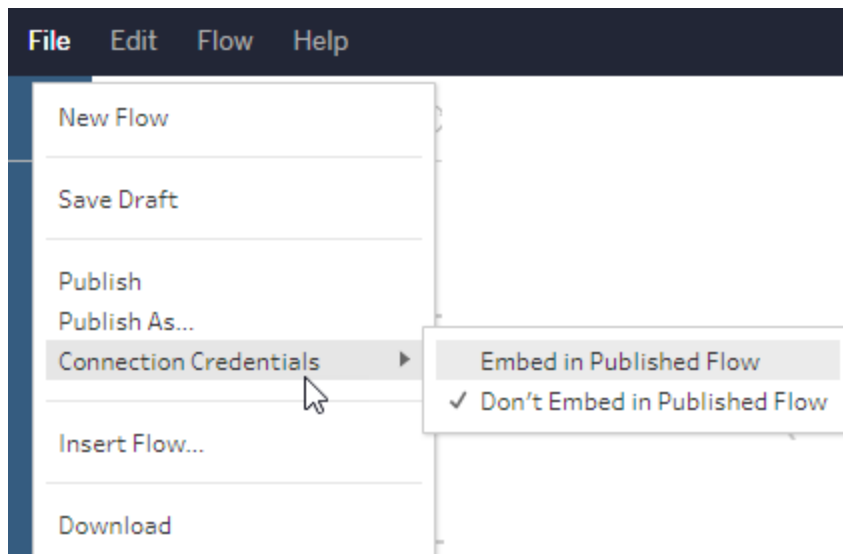 File Edit Flow Help
New Flow
Save Draft
Publish
Publish As...
Connection Credentials
Embed in Published Flow
Don't Embed in Published Flow
Insert Flow...
Download